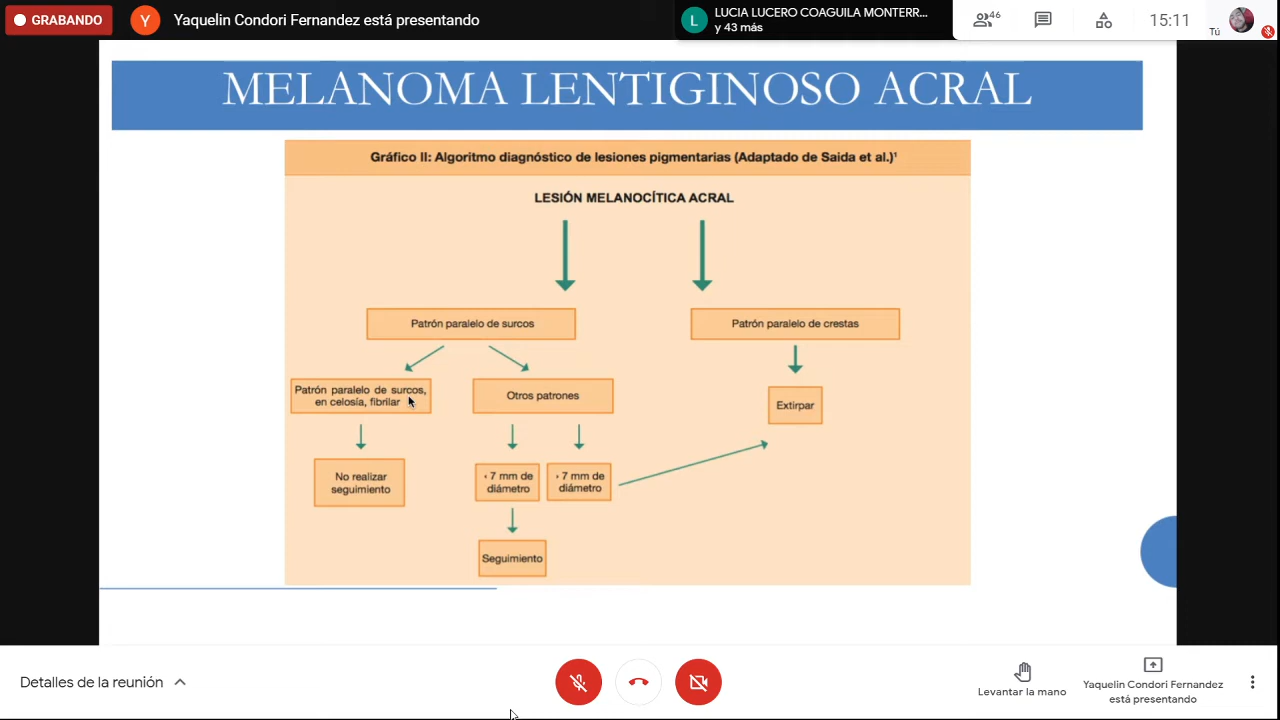 GRABANDO
Y
Yaquelin Condori Fernandez está presentando
L
LUCIA LUCERO COAGUILA MONTERR...
y 43 más
46
15:11
Tú
MELANOMA LENTIGINOSO ACRAL
Gráfico II: Algoritmo diagnóstico de lesiones pigmentarias (Adaptado de Saida et al.)¹
LESIÓN MELANOCÍTICA ACRAL
Patrón paralelo de surcos
Patrón paralelo de crestas
Patrón paralelo de surcos,
en celosía, fibrilar
Otros patrones
Extirpar
No realizar
seguimiento
‹ 7 mm de
diámetro
› 7 mm de
diámetro
Seguimiento
Detalles de la reunión
Levantar la mano
Yaquelin Condori Fernandez
está presentando